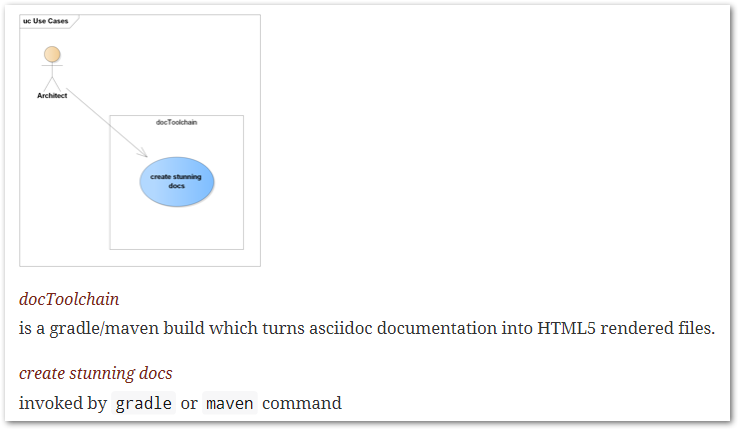 uc Use Cases
Architect
docToolchain
create stunning
docs
docToolchain
is a gradle/maven build which turns asciidoc documentation into HTML5 rendered files.
create stunning docs
invoked by gradle or maven command